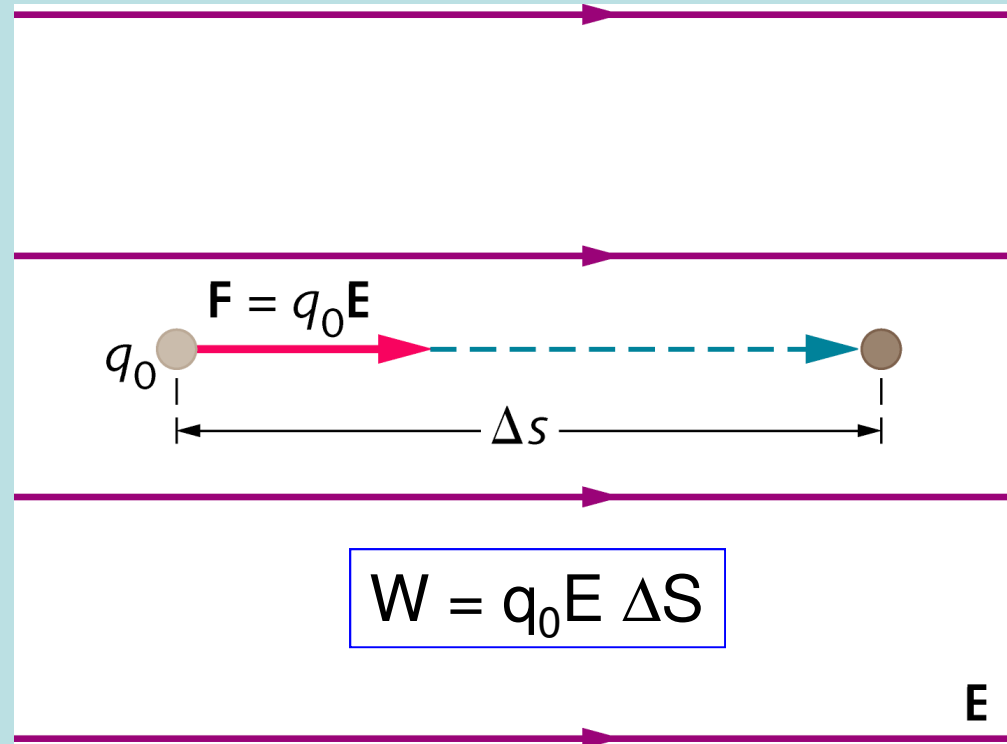 F = q₀E
q₀
Δs
W = q₀E ΔS
E